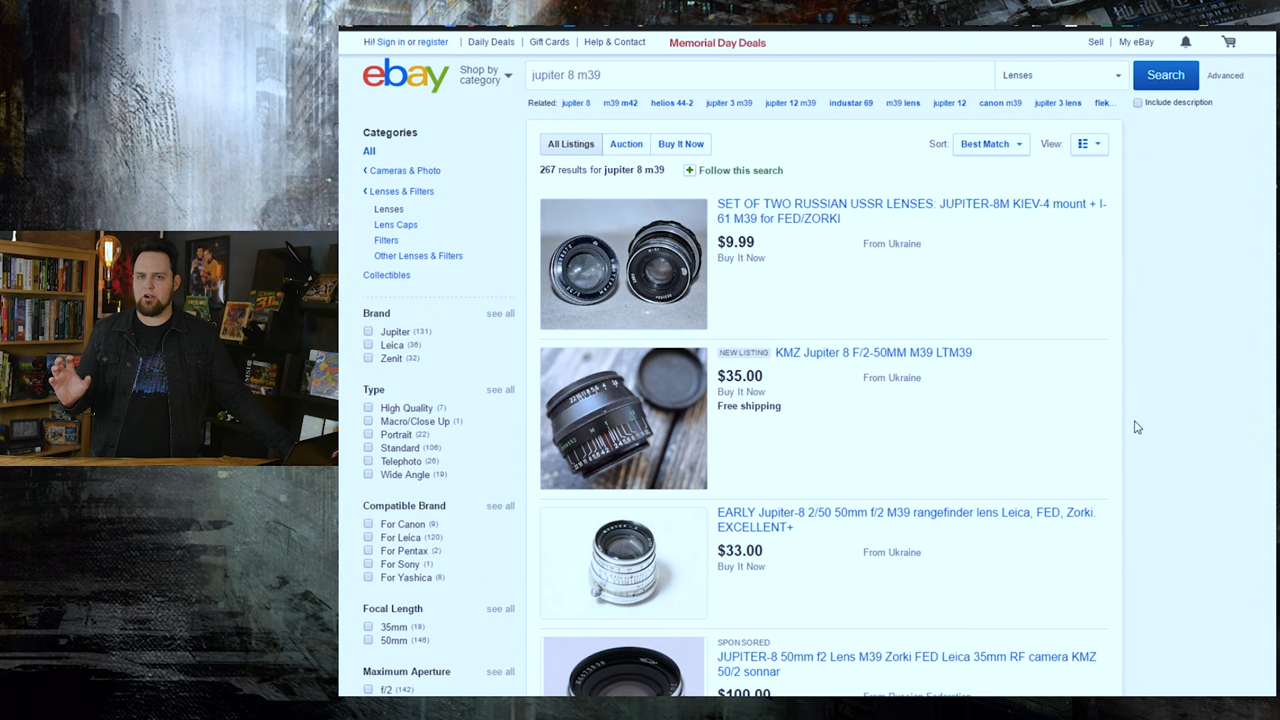 Hi! Sign in or register | Daily Deals | Gift Cards | Help & Contact Memorial Day Deals Sell | My eBay
ebay Shop by category jupiter 8 m39 Lenses Search Advanced
Related: jupiter 8 m39 m42 helios 44-2 jupiter 3 m39 jupiter 12 m39 industar 69 m39 lens jupiter 12 canon m39 jupiter 3 lens flek... Include description
Categories
All
Cameras & Photo
Lenses & Filters
Lenses
Lens Caps
Filters
Other Lenses & Filters
Collectibles
Brand see all
Jupiter (131)
Leica (36)
Zenit (32)
Type see all
High Quality (7)
Macro/Close Up (1)
Portrait (22)
Standard (106)
Telephoto (26)
Wide Angle (19)
Compatible Brand see all
For Canon (9)
For Leica (120)
For Pentax (2)
For Sony (1)
For Yashica (8)
Focal Length see all
35mm (18)
50mm (146)
Maximum Aperture see all
f/2 (142)
All Listings Auction Buy It Now Sort: Best Match View:
267 results for jupiter 8 m39 Follow this search
SET OF TWO RUSSIAN USSR LENSES: JUPITER-8M KIEV-4 mount + I-
61 M39 for FED/ZORKI
$9.99 From Ukraine
Buy It Now
NEW LISTING KMZ Jupiter 8 F/2-50MM M39 LTM39
$35.00 From Ukraine
Buy It Now
Free shipping
EARLY Jupiter-8 2/50 50mm f/2 M39 rangefinder lens Leica, FED, Zorki.
EXCELLENT+
$33.00 From Ukraine
Buy It Now
SPONSORED
JUPITER-8 50mm f2 Lens M39 Zorki FED Leica 35mm RF camera KMZ
50/2 sonnar
$100.00 From Russian Federation